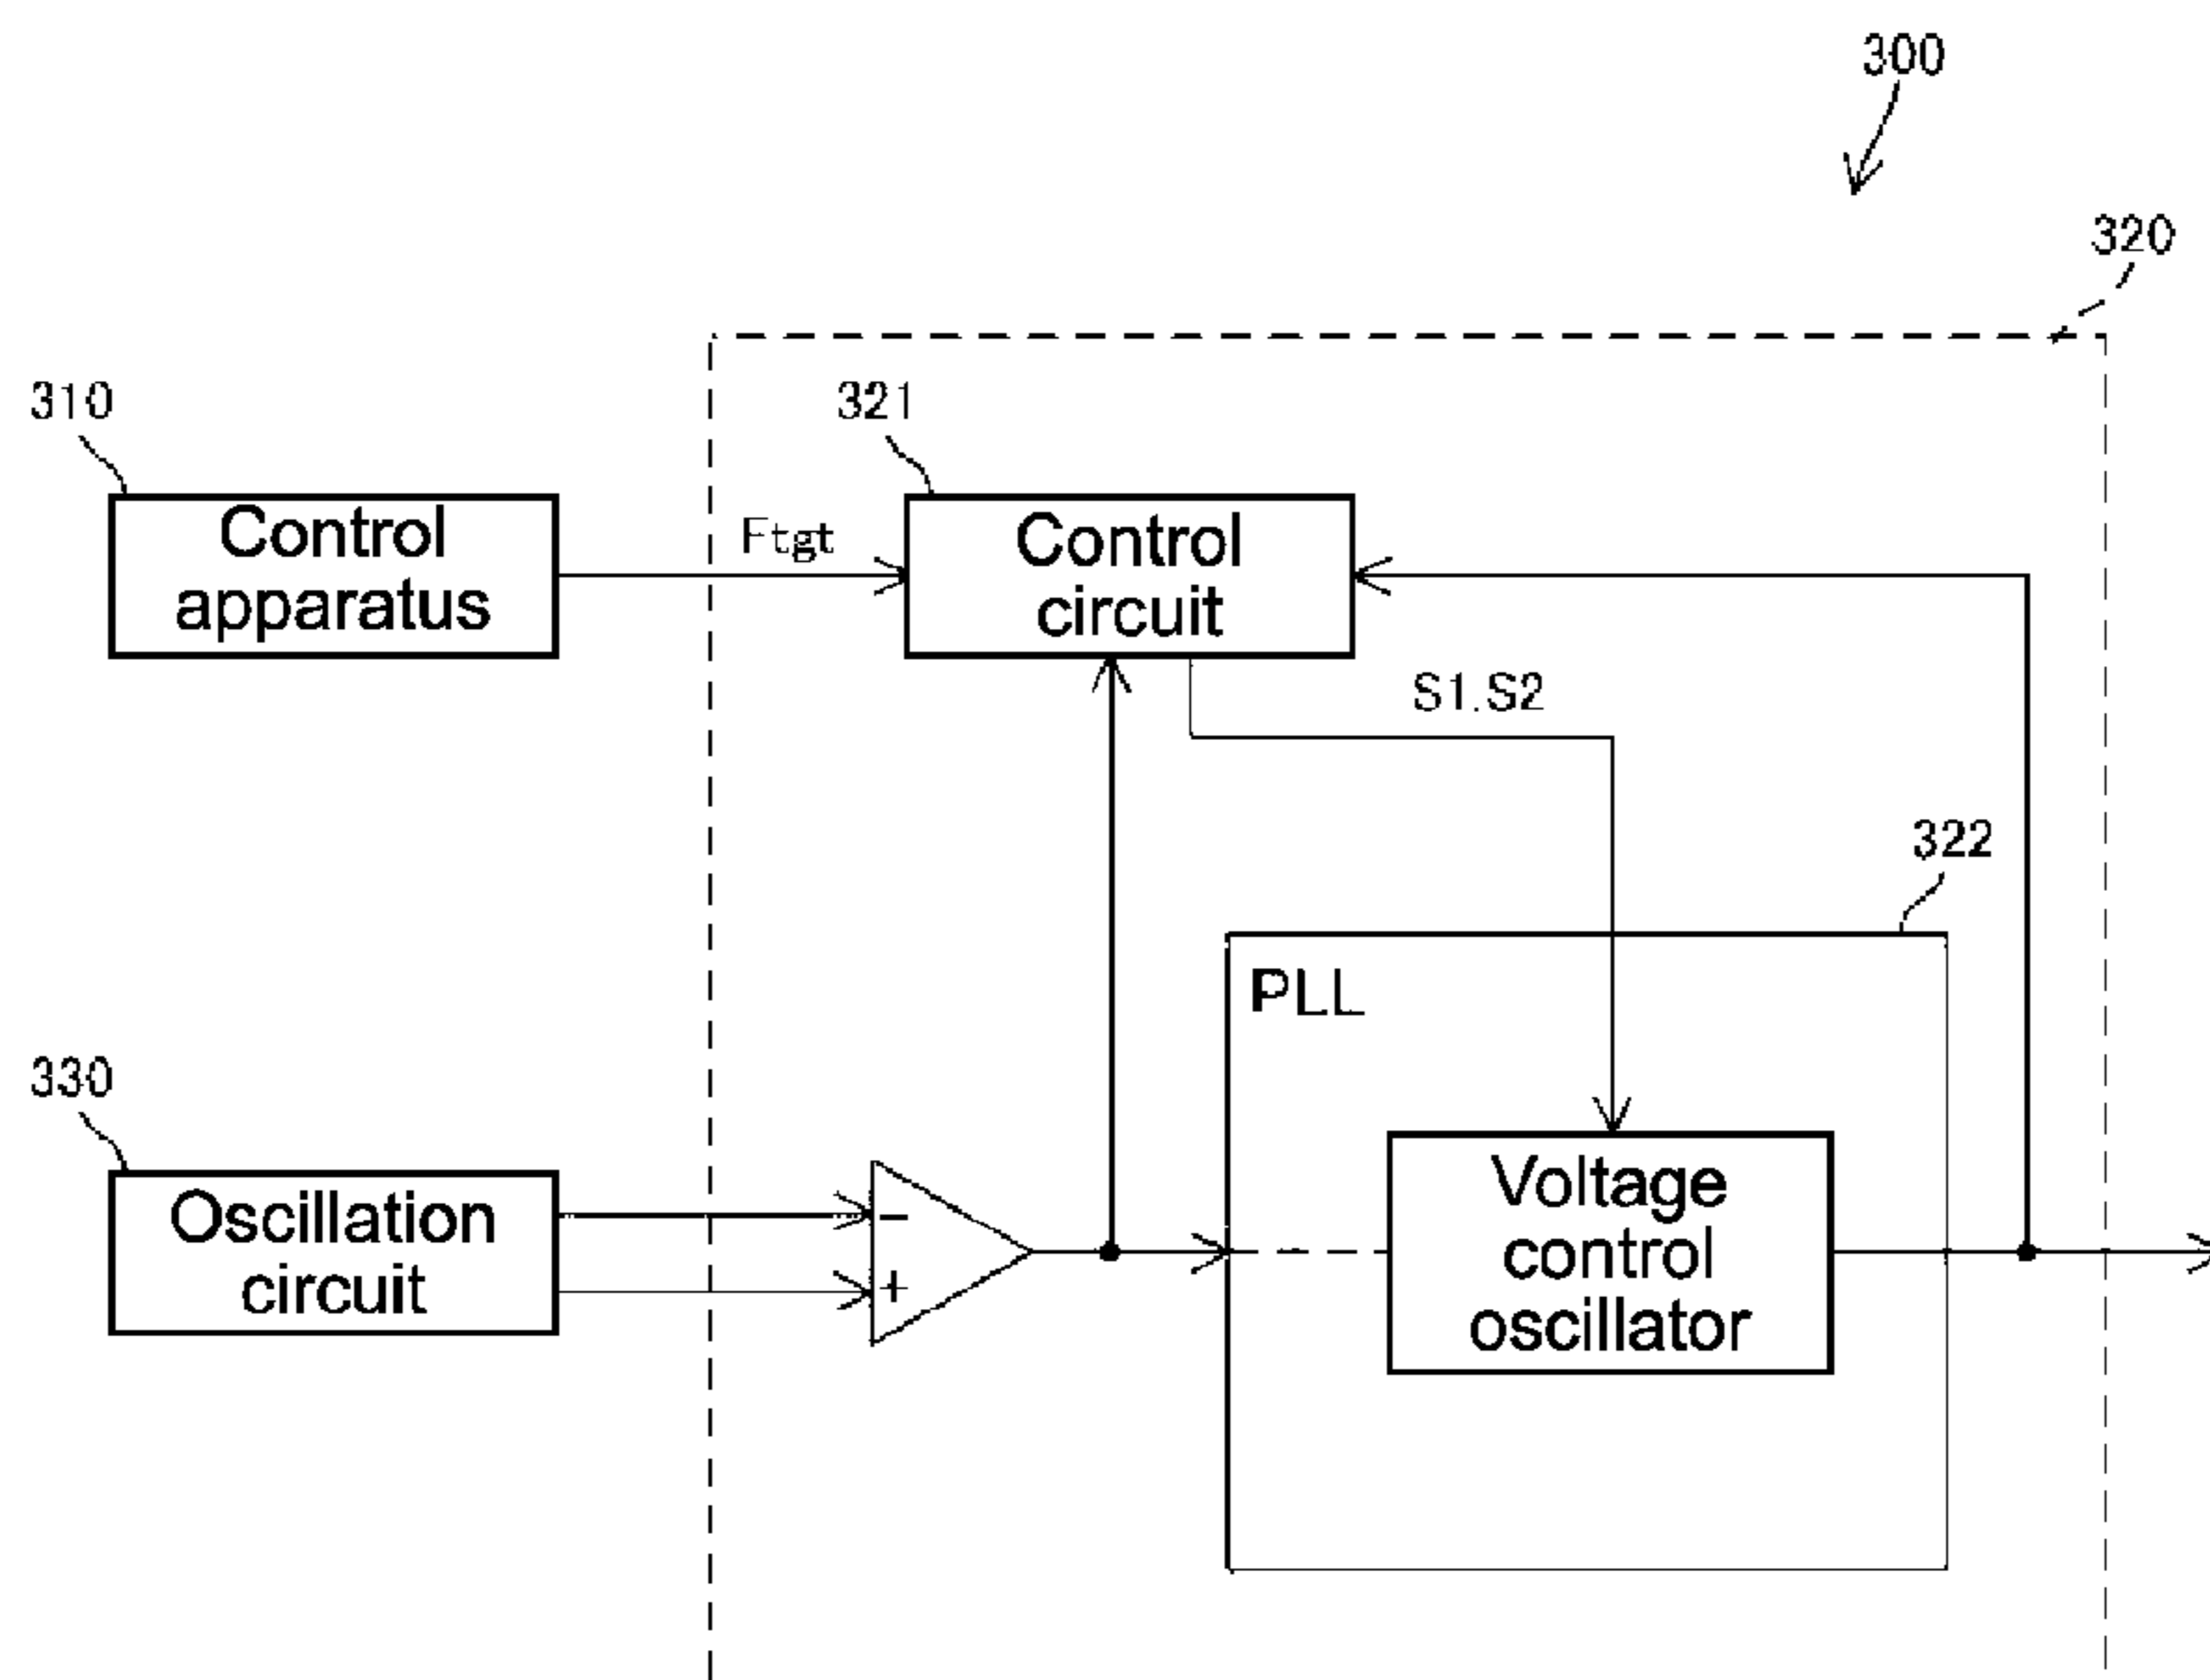 300
320
310
321
Control
apparatus
Ftgt
Control
circuit
S1.S2
322
PLL
330
Oscillation
circuit
−
+
Voltage
control
oscillator